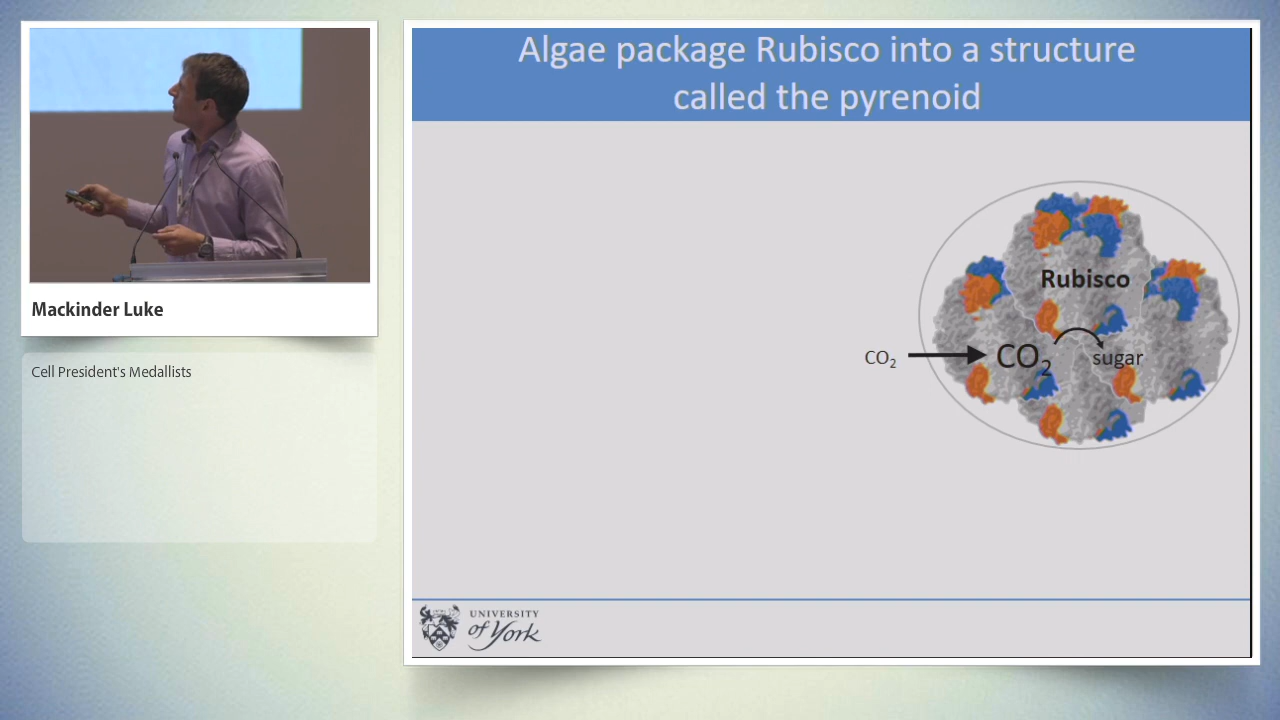 Mackinder Luke
Cell President's Medallists
Algae package Rubisco into a structure
called the pyrenoid
Rubisco
CO₂
CO₂
sugar
UNIVERSITY
of York